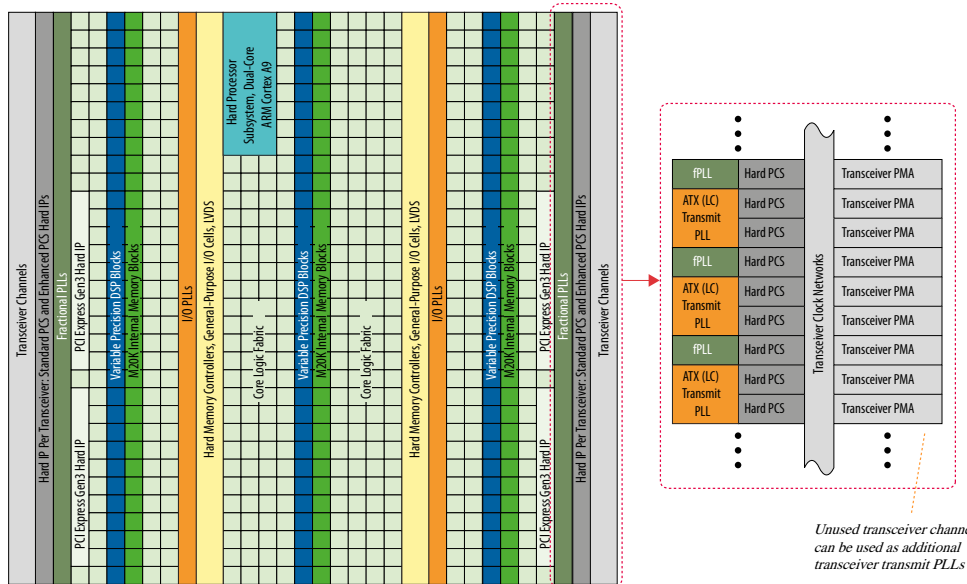 Transceiver Channels
Hard IP Per Transceiver: Standard PCS and Enhanced PCS Hard IPs
Fractional PLLs
PCI Express Gen3 Hard IP
PCI Express Gen3 Hard IP
Variable Precision DSP Blocks
M20K Internal Memory Blocks
I/O PLLs
Hard Memory Controllers, General-Purpose I/O Cells, LVDS
Hard Processor
Subsystem, Dual-Core
ARM Cortex A9
Core Logic Fabric
Variable Precision DSP Blocks
M20K Internal Memory Blocks
Core Logic Fabric
Hard Memory Controllers, General-Purpose I/O Cells, LVDS
I/O PLLs
Variable Precision DSP Blocks
M20K Internal Memory Blocks
PCI Express Gen3 Hard IP
PCI Express Gen3 Hard IP
Fractional PLLs
Hard IP Per Transceiver: Standard PCS and Enhanced PCS Hard IPs
Transceiver Channels
fPLL
ATX (LC)
Transmit
PLL
fPLL
ATX (LC)
Transmit
PLL
fPLL
ATX (LC)
Transmit
PLL
Hard PCS
Hard PCS
Hard PCS
Hard PCS
Hard PCS
Hard PCS
Hard PCS
Hard PCS
Hard PCS
Transceiver Clock Networks
Transceiver PMA
Transceiver PMA
Transceiver PMA
Transceiver PMA
Transceiver PMA
Transceiver PMA
Transceiver PMA
Transceiver PMA
Transceiver PMA
Unused transceiver channe
can be used as additional
transceiver transmit PLLs